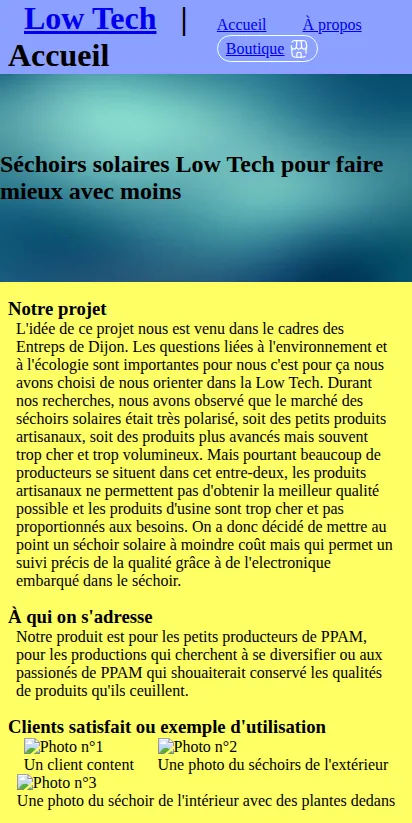 Low Tech |
Accueil
Accueil À propos
Boutique
Séchoirs solaires Low Tech pour faire
mieux avec moins
Notre projet
L'idée de ce projet nous est venu dans le cadres des
Entreps de Dijon. Les questions liées à l'environnement et
à l'écologie sont importantes pour nous c'est pour ça nous
avons choisi de nous orienter dans la Low Tech. Durant
nos recherches, nous avons observé que le marché des
séchoirs solaires était très polarisé, soit des petits produits
artisanaux, soit des produits plus avancés mais souvent
trop cher et trop volumineux. Mais pourtant beaucoup de
producteurs se situent dans cet entre-deux, les produits
artisanaux ne permettent pas d'obtenir la meilleur qualité
possible et les produits d'usine sont trop cher et pas
proportionnés aux besoins. On a donc décidé de mettre au
point un séchoir solaire à moindre coût mais qui permet un
suivi précis de la qualité grâce à de l'electronique
embarqué dans le séchoir.
À qui on s'adresse
Notre produit est pour les petits producteurs de PPAM,
pour les productions qui cherchent à se diversifier ou aux
passionés de PPAM qui shouaiterait conservé les qualités
de produits qu'ils ceuillent.
Clients satisfait ou exemple d'utilisation
Photo n°1 Photo n°2
Un client content Une photo du séchoirs de l'extérieur
Photo n°3
Une photo du séchoir de l'intérieur avec des plantes dedans